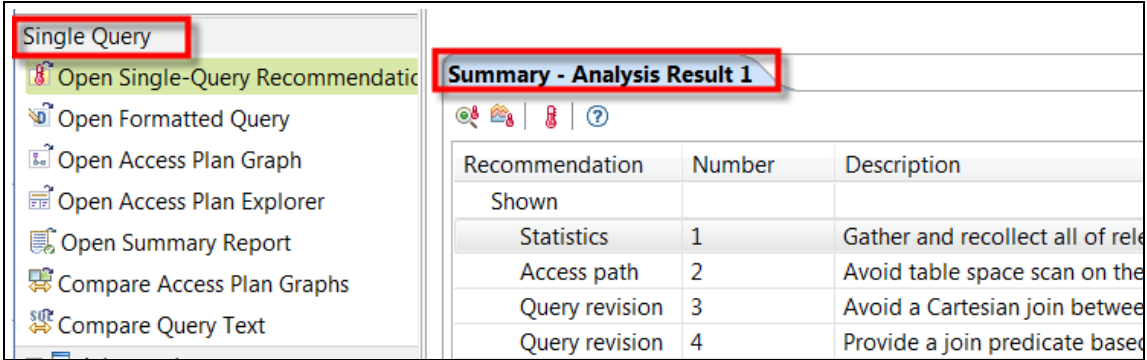 Single Query
Open Single-Query Recommendatio
Open Formatted Query
Open Access Plan Graph
Open Access Plan Explorer
Open Summary Report
Compare Access Plan Graphs
Compare Query Text
Summary - Analysis Result 1
Recommendation Number Description
Shown
Statistics 1 Gather and recollect all of rele
Access path 2 Avoid table space scan on the
Query revision 3 Avoid a Cartesian join betwee
Query revision 4 Provide a join predicate based